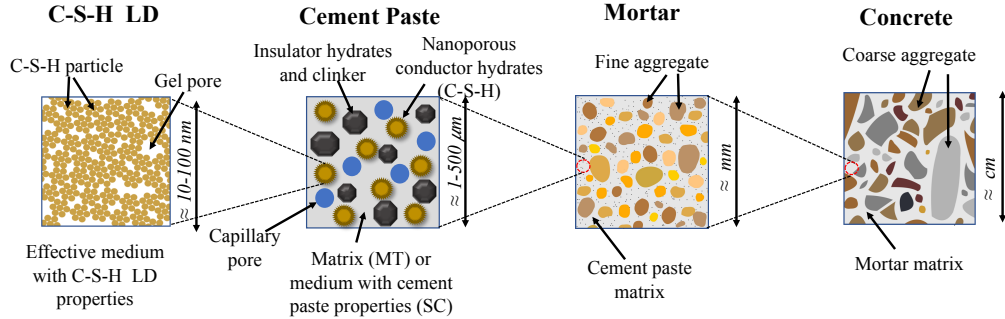 C-S-H LD
C-S-H particle
Gel pore
≈ 10-100 nm
Effective medium
with C-S-H LD
properties
Cement Paste
Insulator hydrates
and clinker
Nanoporous
conductor hydrates
(C-S-H)
≈ 1-500 μm
Capillary
pore
Matrix (MT) or
medium with cement
paste properties (SC)
Mortar
Fine aggregate
≈ mm
Cement paste
matrix
Concrete
Coarse aggregate
≈ cm
Mortar matrix